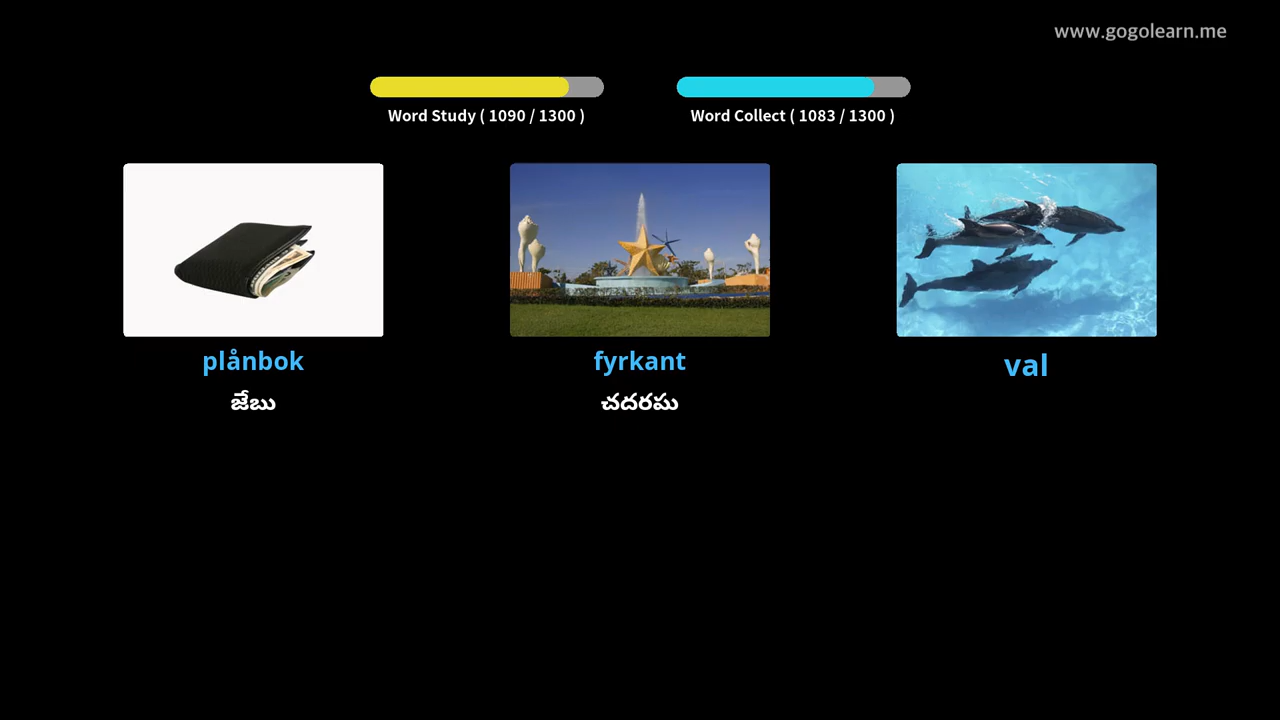 www.gogolearn.me
Word Study ( 1090 / 1300 )
Word Collect ( 1083 / 1300 )
plånbok
fyrkant
val
జేబు
చదరపు